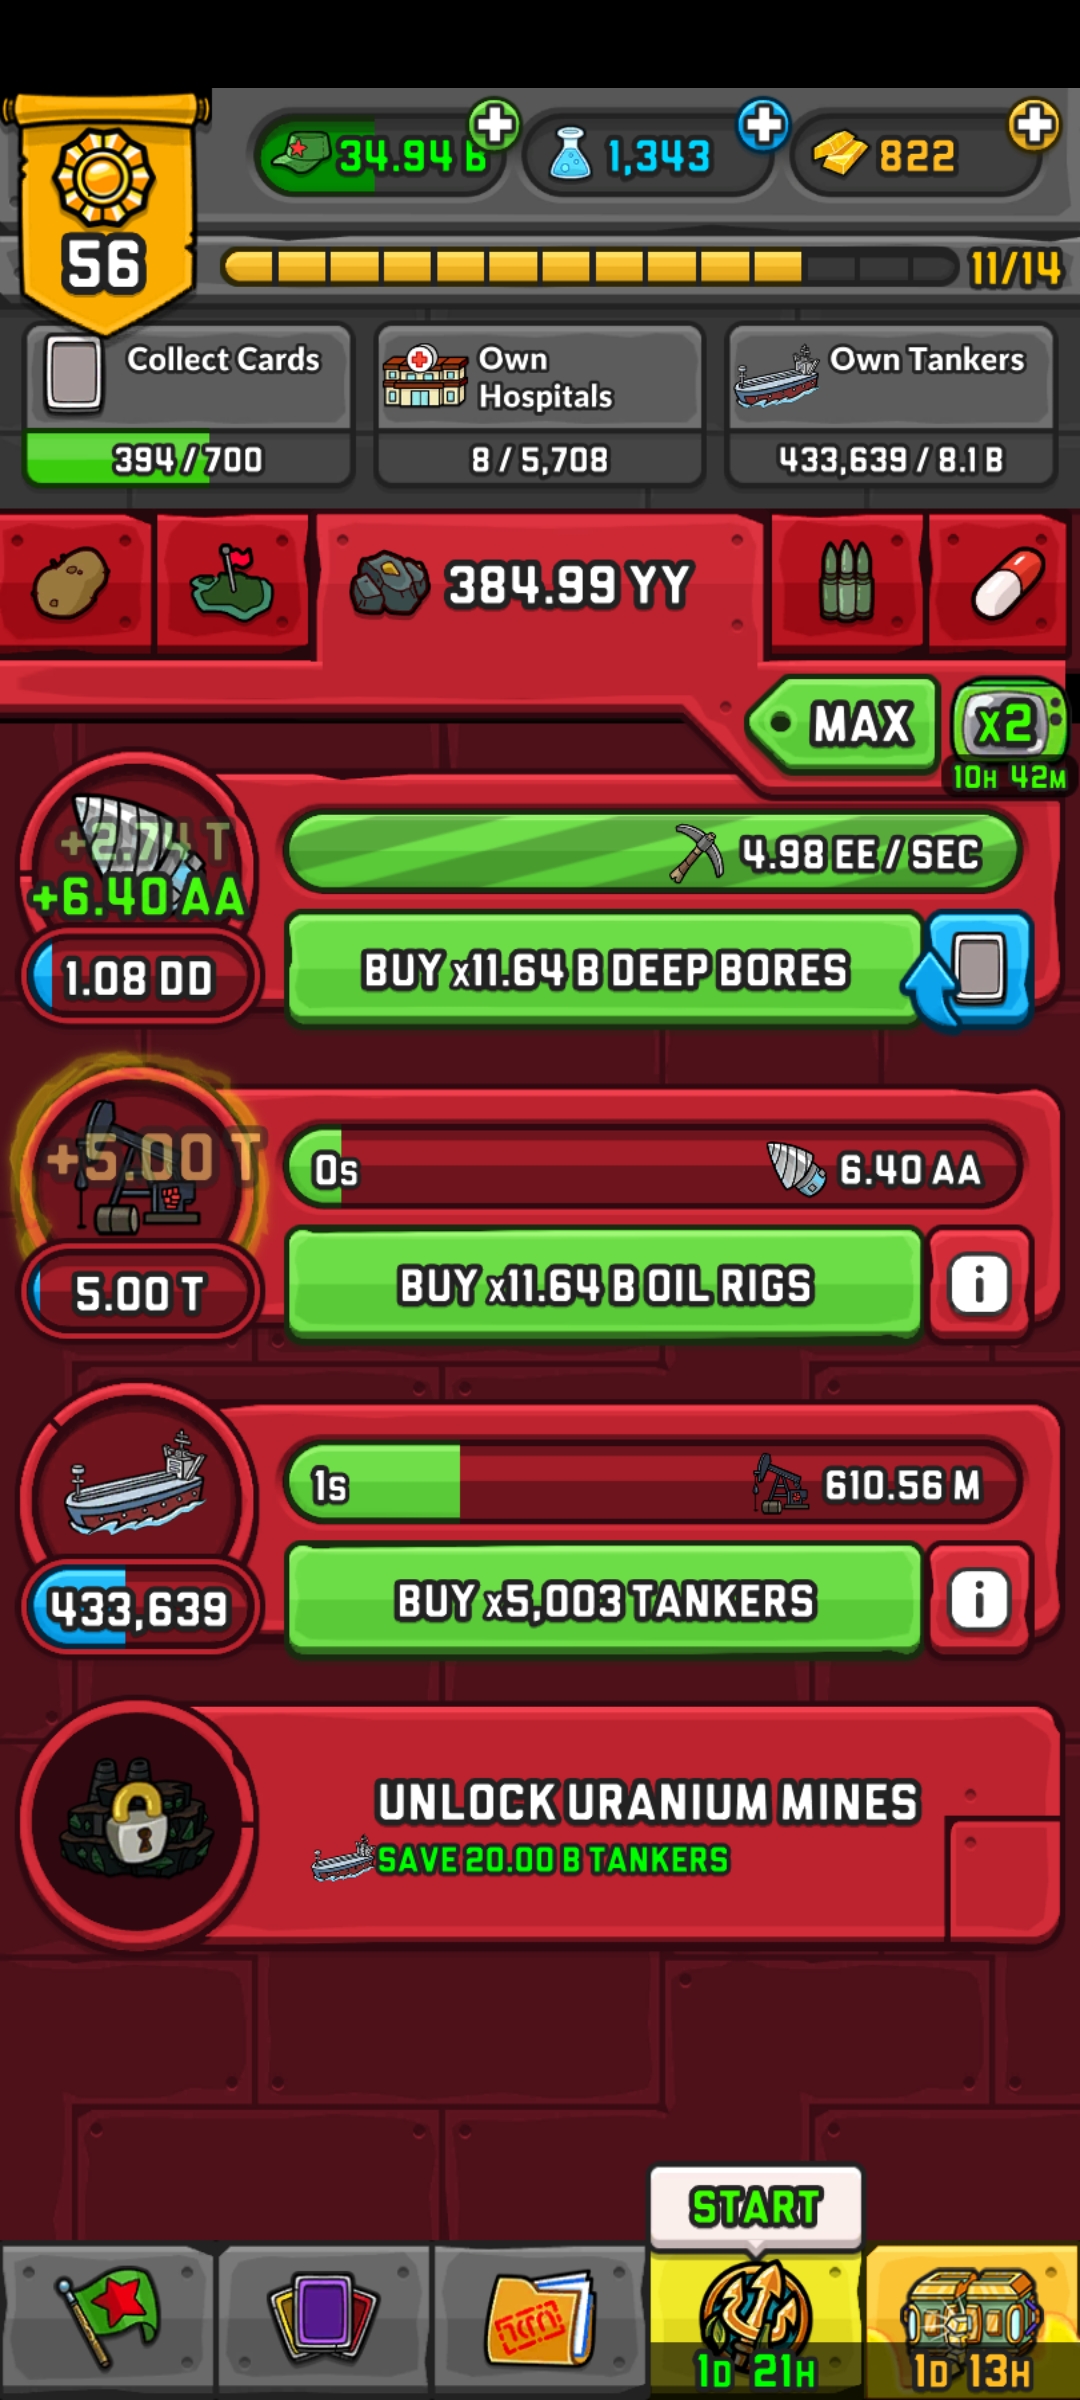 34.94 B
1,343
822
56
11/14
Collect Cards
394/700
Own
Hospitals
8/5,708
Own Tankers
433,639/8.1 B
384.99 YY
MAX
x2
10H 42M
+2.74 T
+6.40 AA
1.08 DD
4.98 EE/SEC
BUY x11.64 B DEEP BORES
+5.00 T
5.00 T
0s
6.40 AA
BUY x11.64 B OIL RIGS
i
433,639
1s
610.56 M
BUY x5,003 TANKERS
i
UNLOCK URANIUM MINES
SAVE 20.00 B TANKERS
START
1D 21H
1D 13H